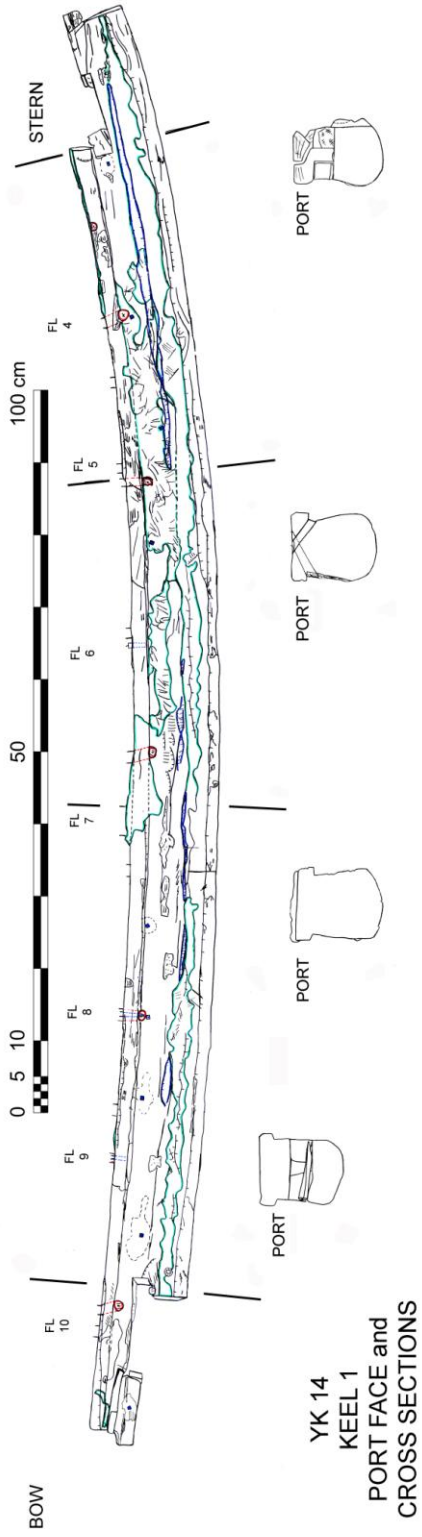 BOW
STERN
0 5 10 50 100 cm
FL
10
FL
9
FL
8
FL
7
FL
6
FL
5
FL
4
PORT
PORT
PORT
PORT
YK 14
KEEL 1
PORT FACE and
CROSS SECTIONS